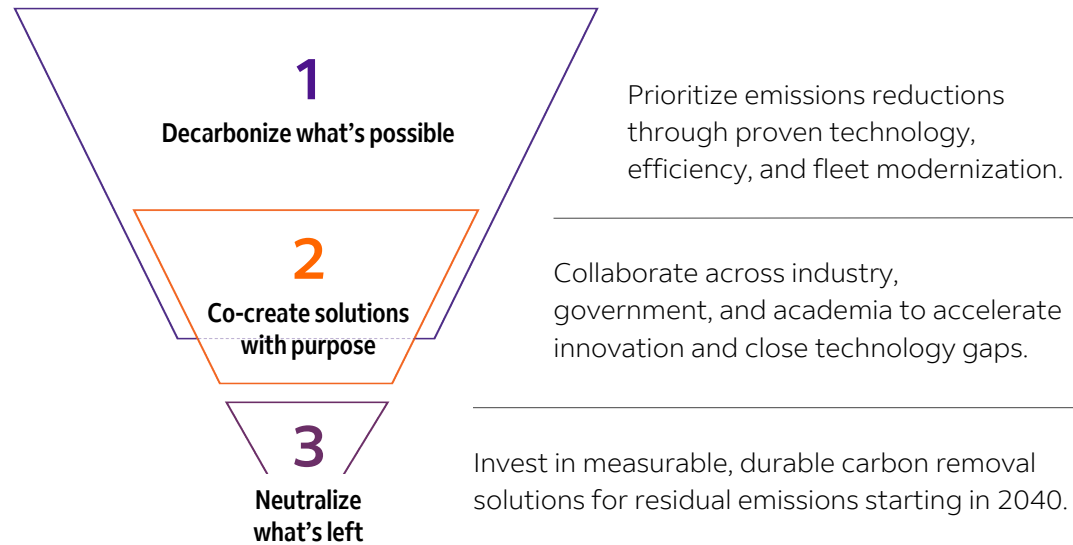 1
Decarbonize what's possible
Prioritize emissions reductions
through proven technology,
efficiency, and fleet modernization.
2
Co-create solutions
with purpose
Collaborate across industry,
government, and academia to accelerate
innovation and close technology gaps.
3
Neutralize
what's left
Invest in measurable, durable carbon removal
solutions for residual emissions starting in 2040.